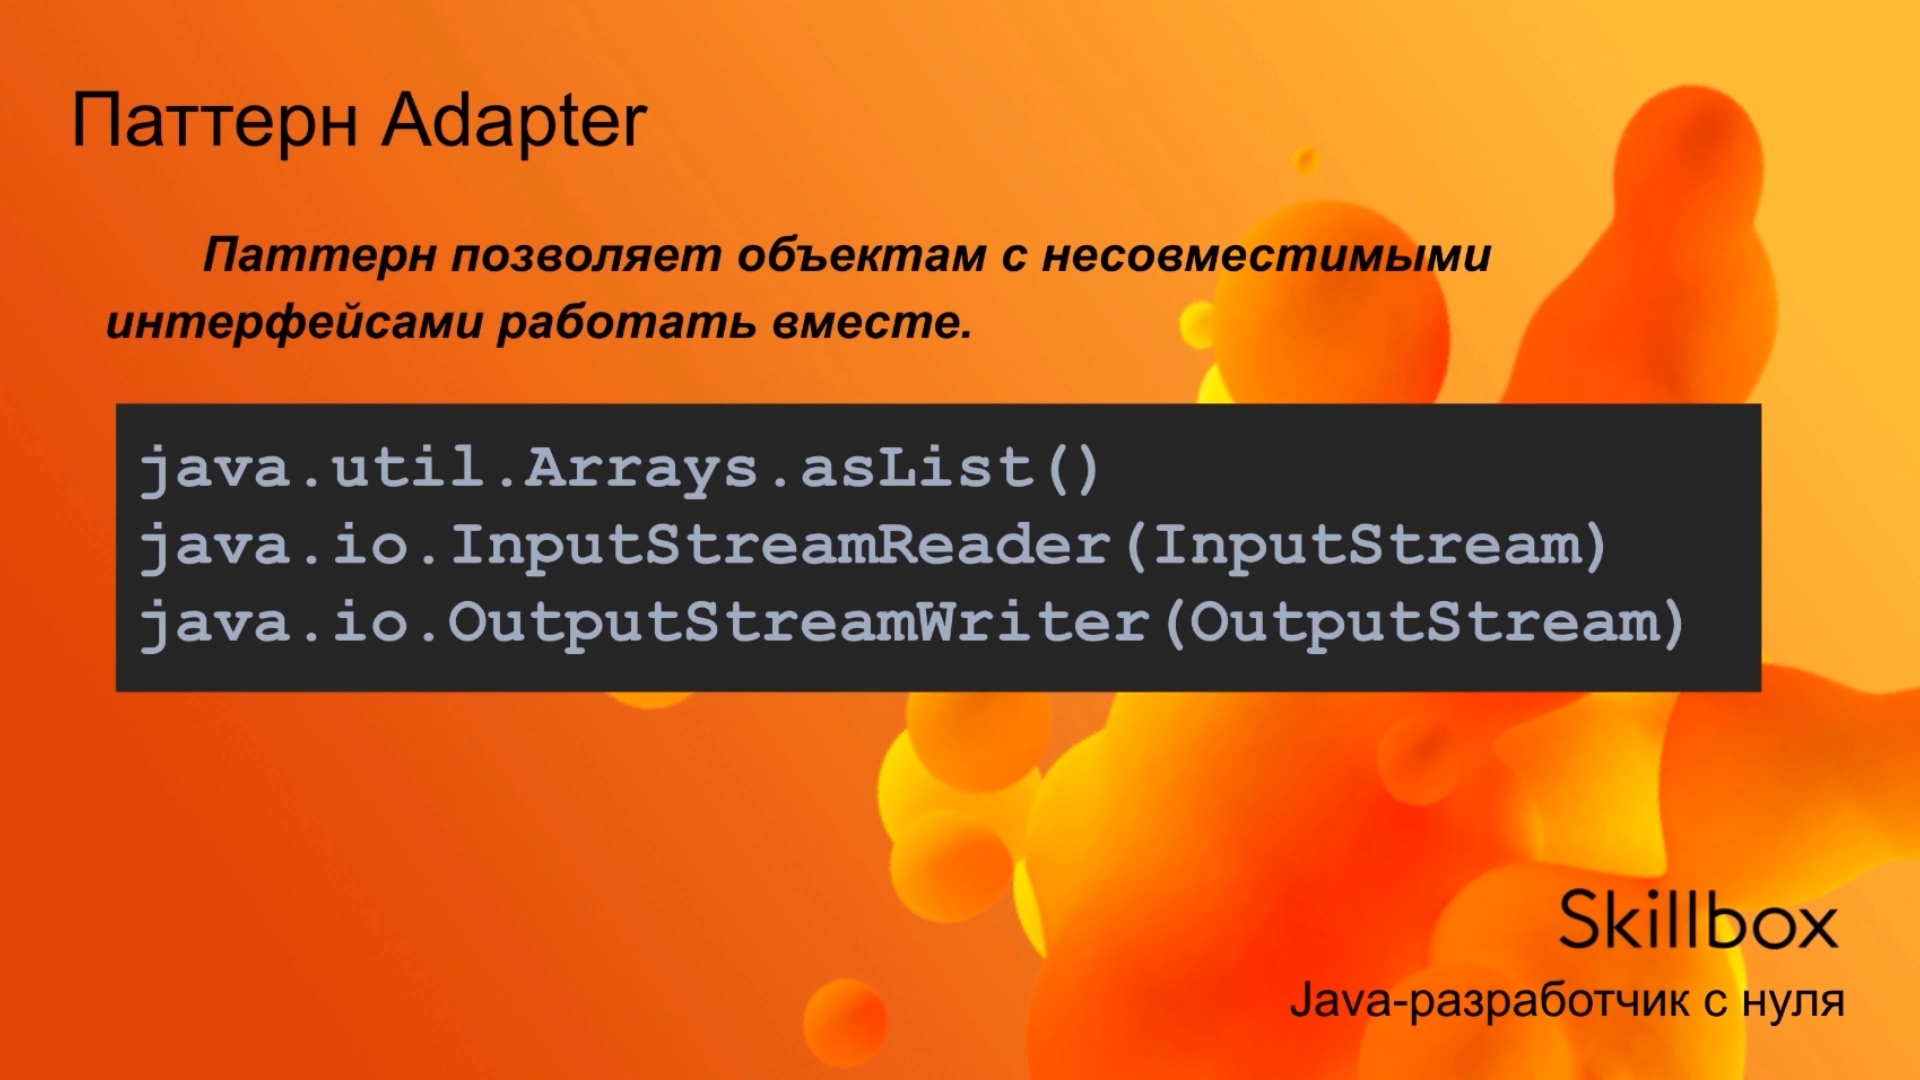 Паттерн Adapter
Паттерн позволяет объектам с несовместимыми
интерфейсами работать вместе.
java.util.Arrays.asList()
java.io.InputStreamReader(InputStream)
java.io.OutputStreamWriter(OutputStream)
Skillbox
Java-разработчик с нуля